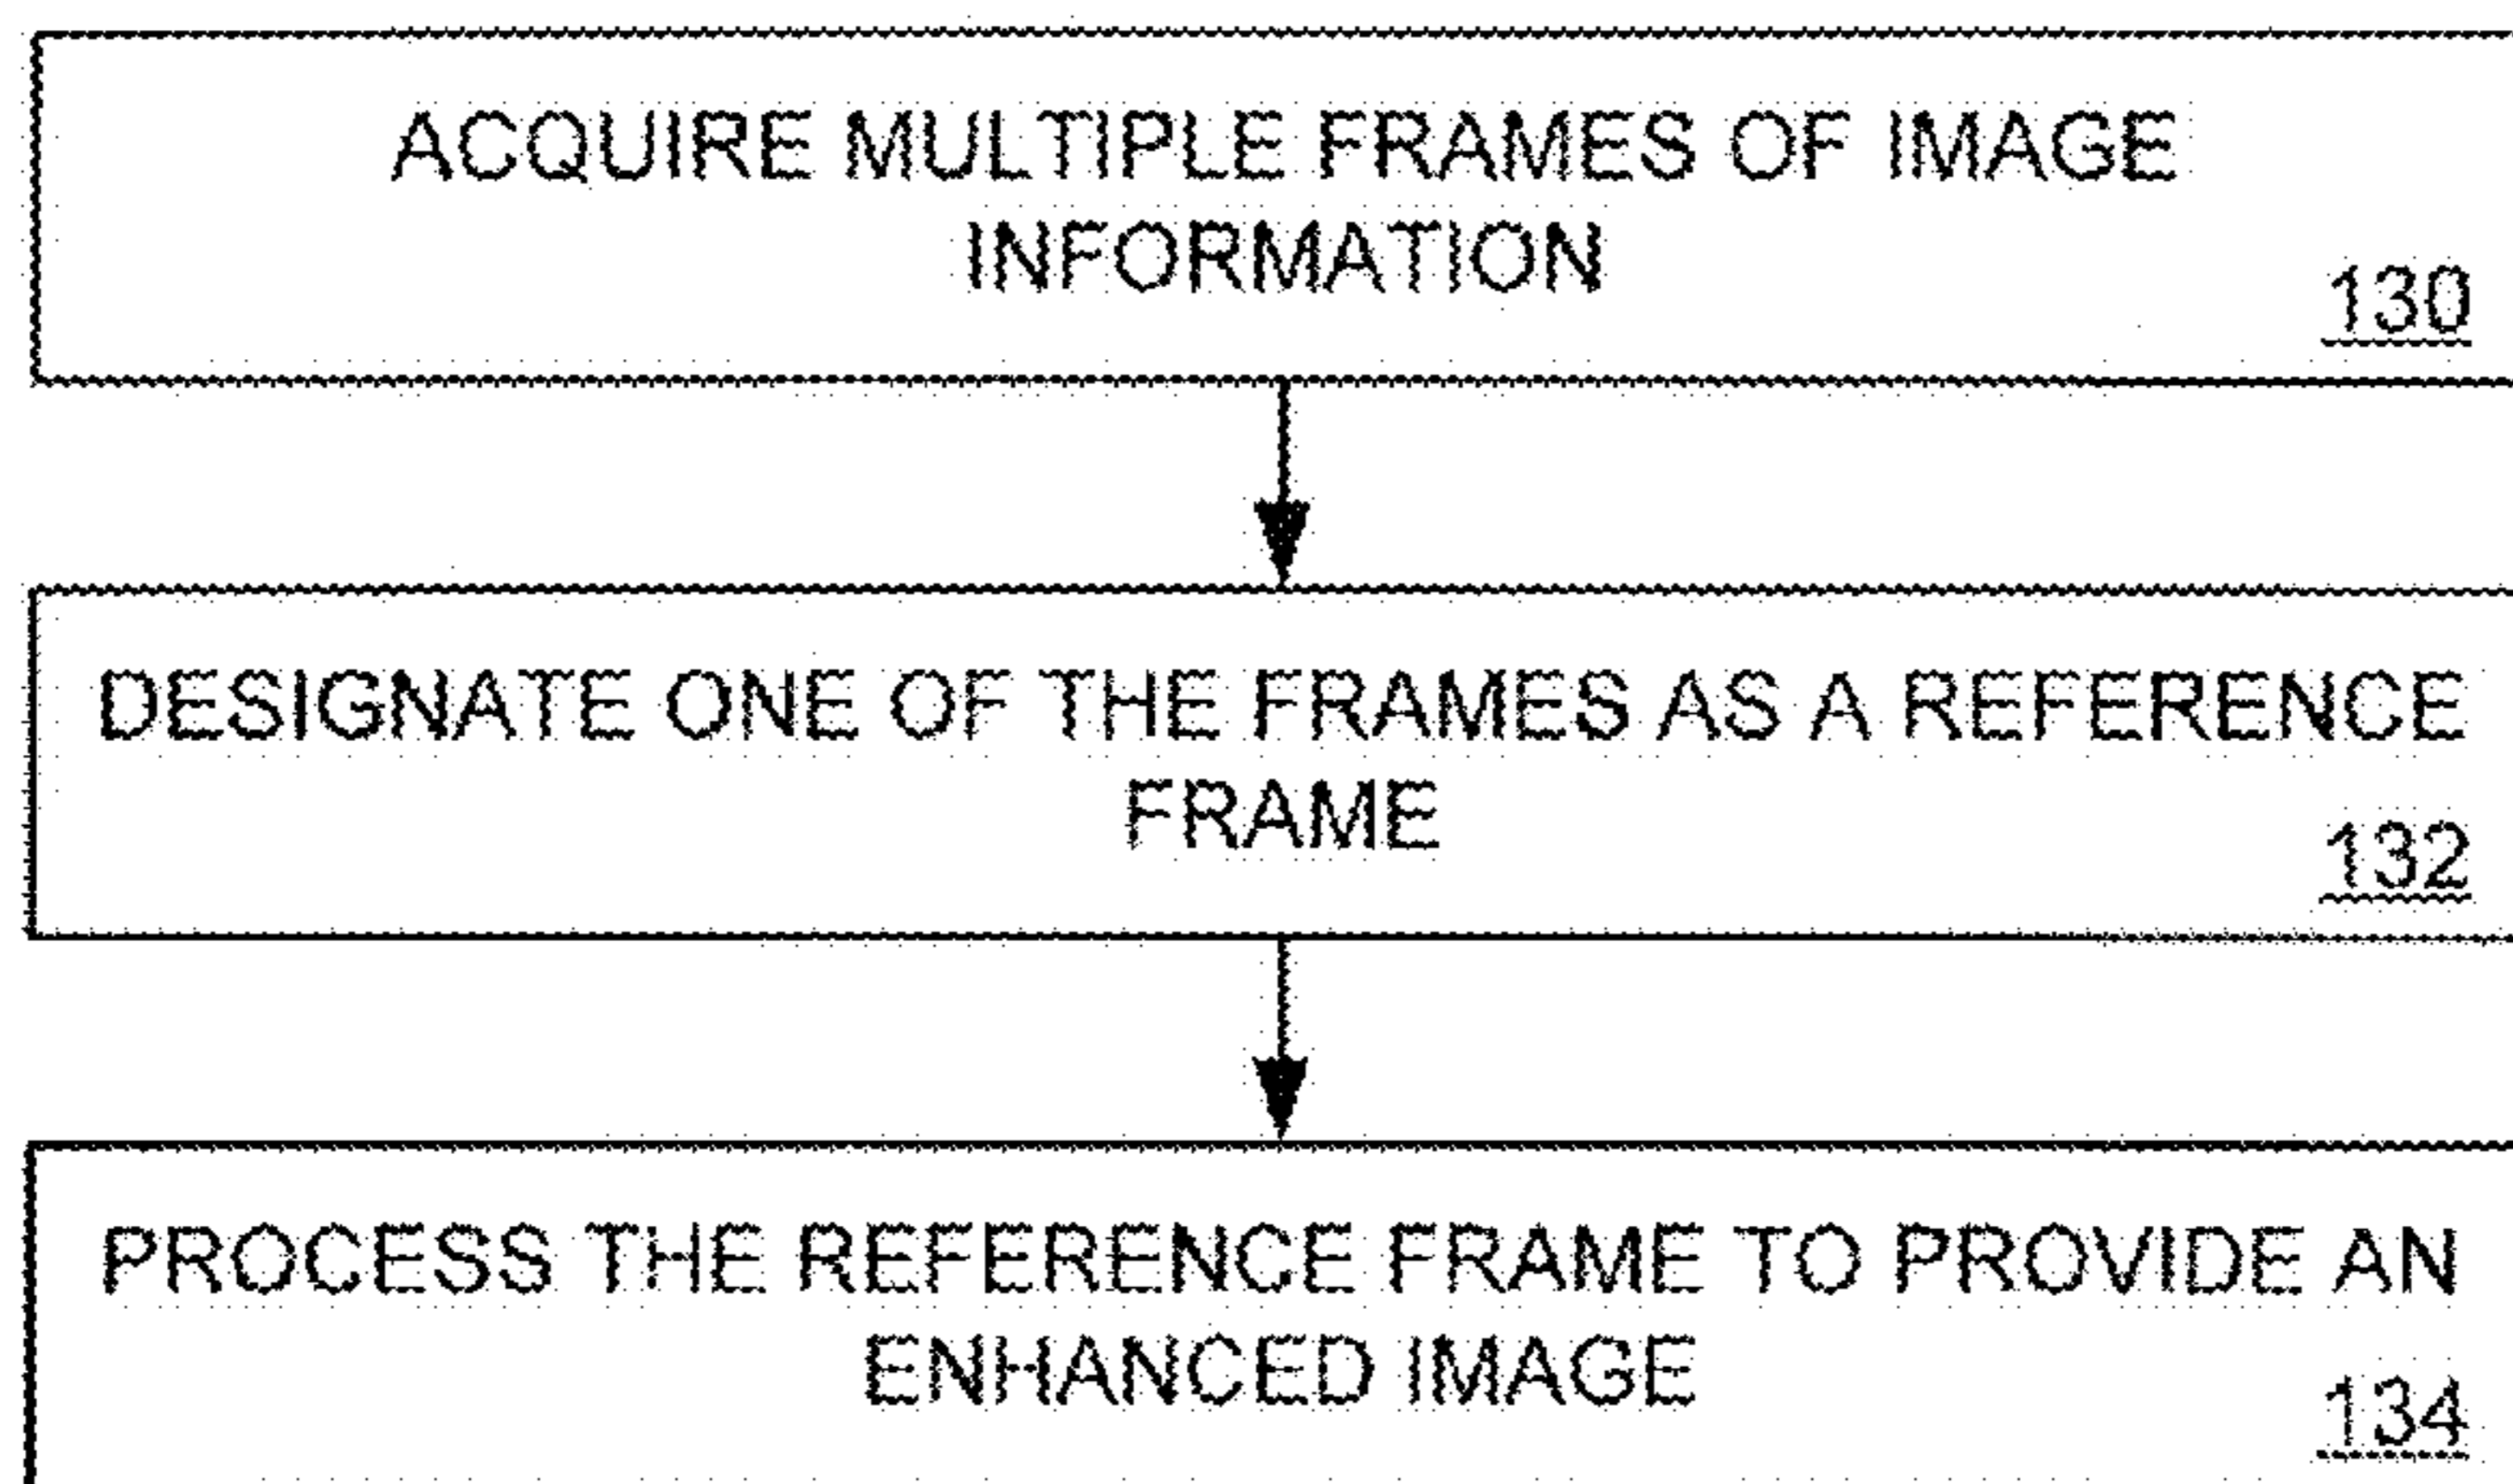 ACQUIRE MULTIPLE FRAMES OF IMAGE
INFORMATION
130
DESIGNATE ONE OF THE FRAMES AS A REFERENCE
FRAME
132
PROCESS THE REFERENCE FRAME TO PROVIDE AN
ENHANCED IMAGE
134